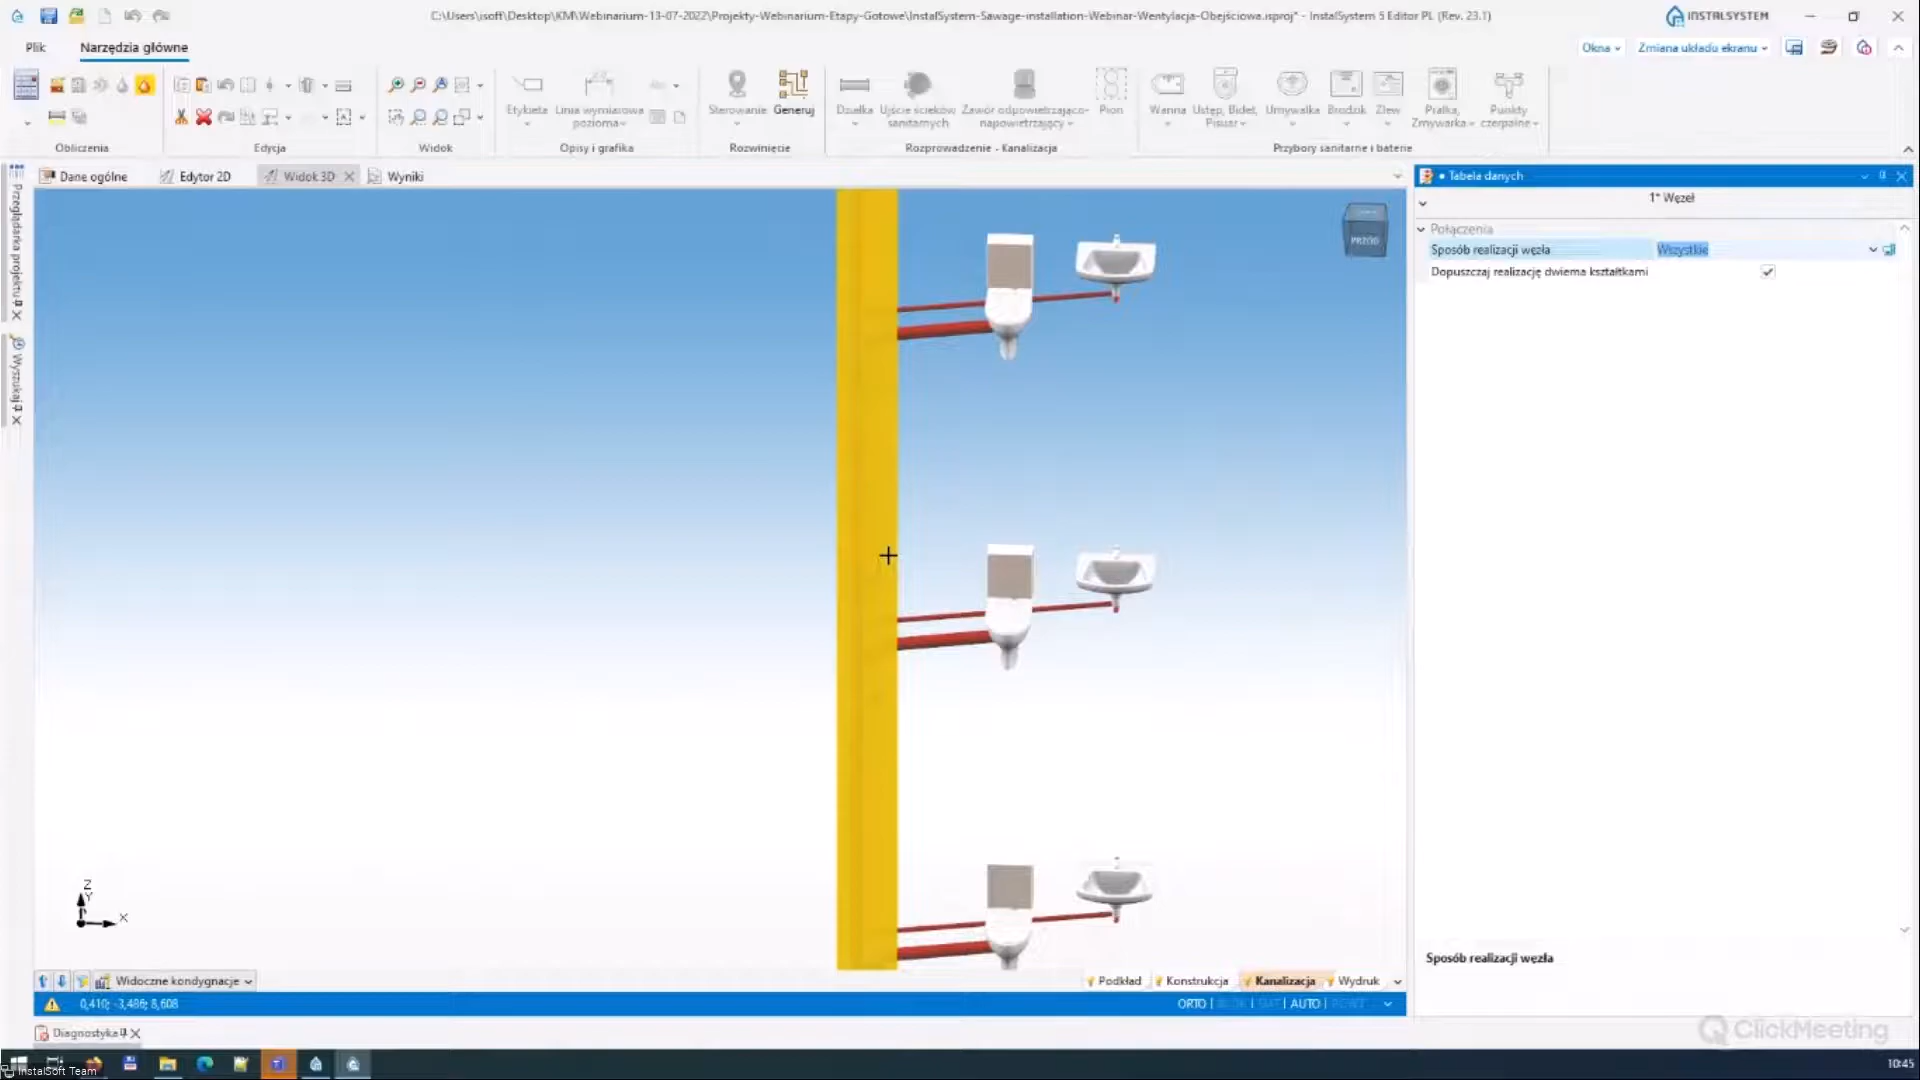 C:\Users\isoft\Desktop\KM\Webinarium-13-07-2022\Projekty-Webinarium-Etapy-Gotowe\InstalSystem-Sawage-installation-Webinar-Wentylacja-Obejściowa.isproj* - InstalSystem 5 Editor PL (Rev. 23.1)
INSTALSYSTEM
Plik
Narzędzia główne
Okna
Zmiana układu ekranu
Etykieta
Linia wymiarowa pozioma
Sterowanie
Generuj
Działka
Ujście ścieków sanitarnych
Zawór odpowietrzająco-napowietrzający
Pion
Wanna
Ustęp, Bidet, Pisuar
Umywalka
Brodzik
Zlew
Pralka, Zmywarka
Punkty czerpalne
Obliczenia
Edycja
Widok
Opisy i grafika
Rozwinięcie
Rozprowadzenie - Kanalizacja
Przybory sanitarne i baterie
Dane ogólne
Edytor 2D
Widok 3D
Wyniki
Przeglądarka projektu
Wyszukaj
PRZÓD
Tabela danych
1* Węzeł
Połączenia
Sposób realizacji węzła
Wszystkie
Dopuszczaj realizację dwiema kształtkami
Sposób realizacji węzła
Z
Y
X
Widoczne kondygnacje
Podkład
Konstrukcja
Kanalizacja
Wydruk
0,410; -3,486; 8,608
ORTO
AUTO
Diagnostyka
ClickMeeting
InstalSoft Team
10:45